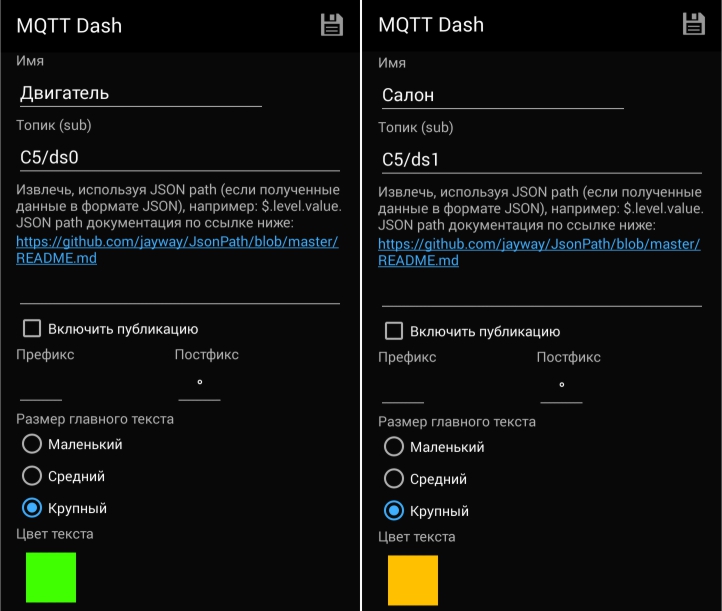 MQTT Dash
Имя
Двигатель
Топик (sub)
C5/ds0
Извлечь, используя JSON path (если полученные
данные в формате JSON), например: $.level.value.
JSON path документация по ссылке ниже:
https://github.com/jayway/JsonPath/blob/master/
README.md
Включить публикацию
Префикс Постфикс
°
Размер главного текста
Маленький
Средний
Крупный
Цвет текста
MQTT Dash
Имя
Салон
Топик (sub)
C5/ds1
Извлечь, используя JSON path (если полученные
данные в формате JSON), например: $.level.value.
JSON path документация по ссылке ниже:
https://github.com/jayway/JsonPath/blob/master/
README.md
Включить публикацию
Префикс Постфикс
°
Размер главного текста
Маленький
Средний
Крупный
Цвет текста